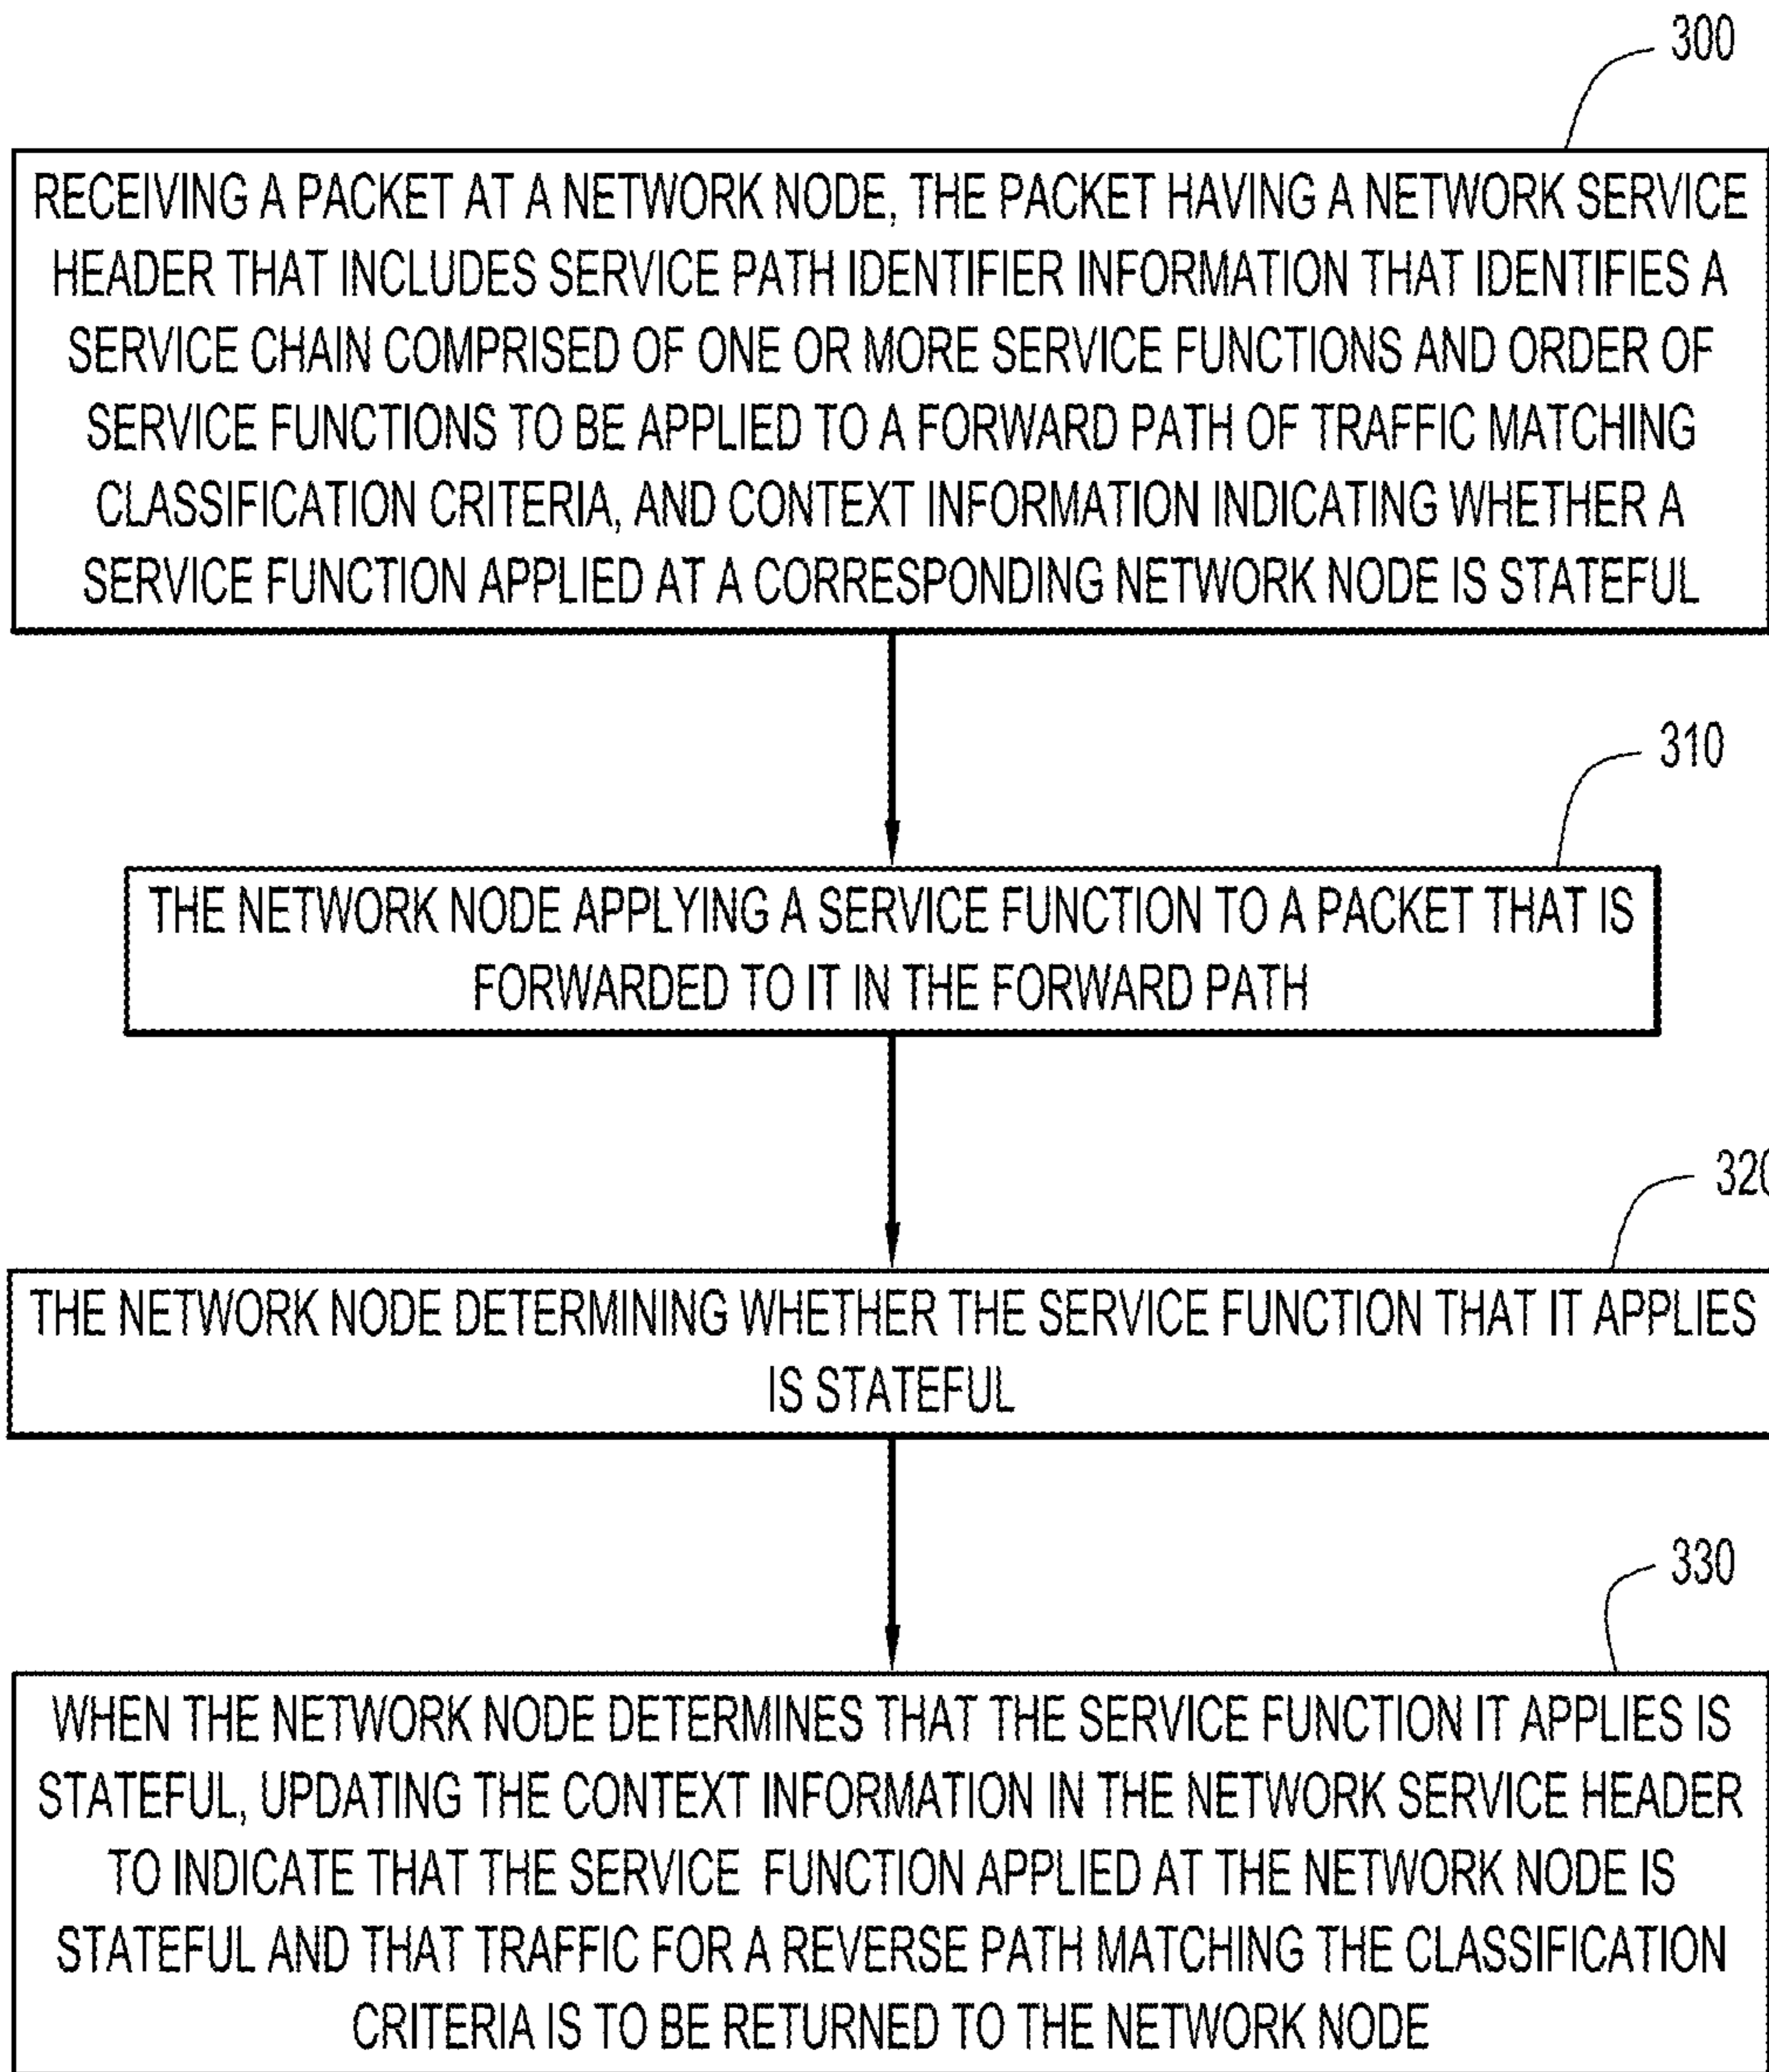 300
RECEIVING A PACKET AT A NETWORK NODE, THE PACKET HAVING A NETWORK SERVICE
HEADER THAT INCLUDES SERVICE PATH IDENTIFIER INFORMATION THAT IDENTIFIES A
SERVICE CHAIN COMPRISED OF ONE OR MORE SERVICE FUNCTIONS AND ORDER OF
SERVICE FUNCTIONS TO BE APPLIED TO A FORWARD PATH OF TRAFFIC MATCHING
CLASSIFICATION CRITERIA, AND CONTEXT INFORMATION INDICATING WHETHER A
SERVICE FUNCTION APPLIED AT A CORRESPONDING NETWORK NODE IS STATEFUL
310
THE NETWORK NODE APPLYING A SERVICE FUNCTION TO A PACKET THAT IS
FORWARDED TO IT IN THE FORWARD PATH
320
THE NETWORK NODE DETERMINING WHETHER THE SERVICE FUNCTION THAT IT APPLIES
IS STATEFUL
330
WHEN THE NETWORK NODE DETERMINES THAT THE SERVICE FUNCTION IT APPLIES IS
STATEFUL, UPDATING THE CONTEXT INFORMATION IN THE NETWORK SERVICE HEADER
TO INDICATE THAT THE SERVICE FUNCTION APPLIED AT THE NETWORK NODE IS
STATEFUL AND THAT TRAFFIC FOR A REVERSE PATH MATCHING THE CLASSIFICATION
CRITERIA IS TO BE RETURNED TO THE NETWORK NODE